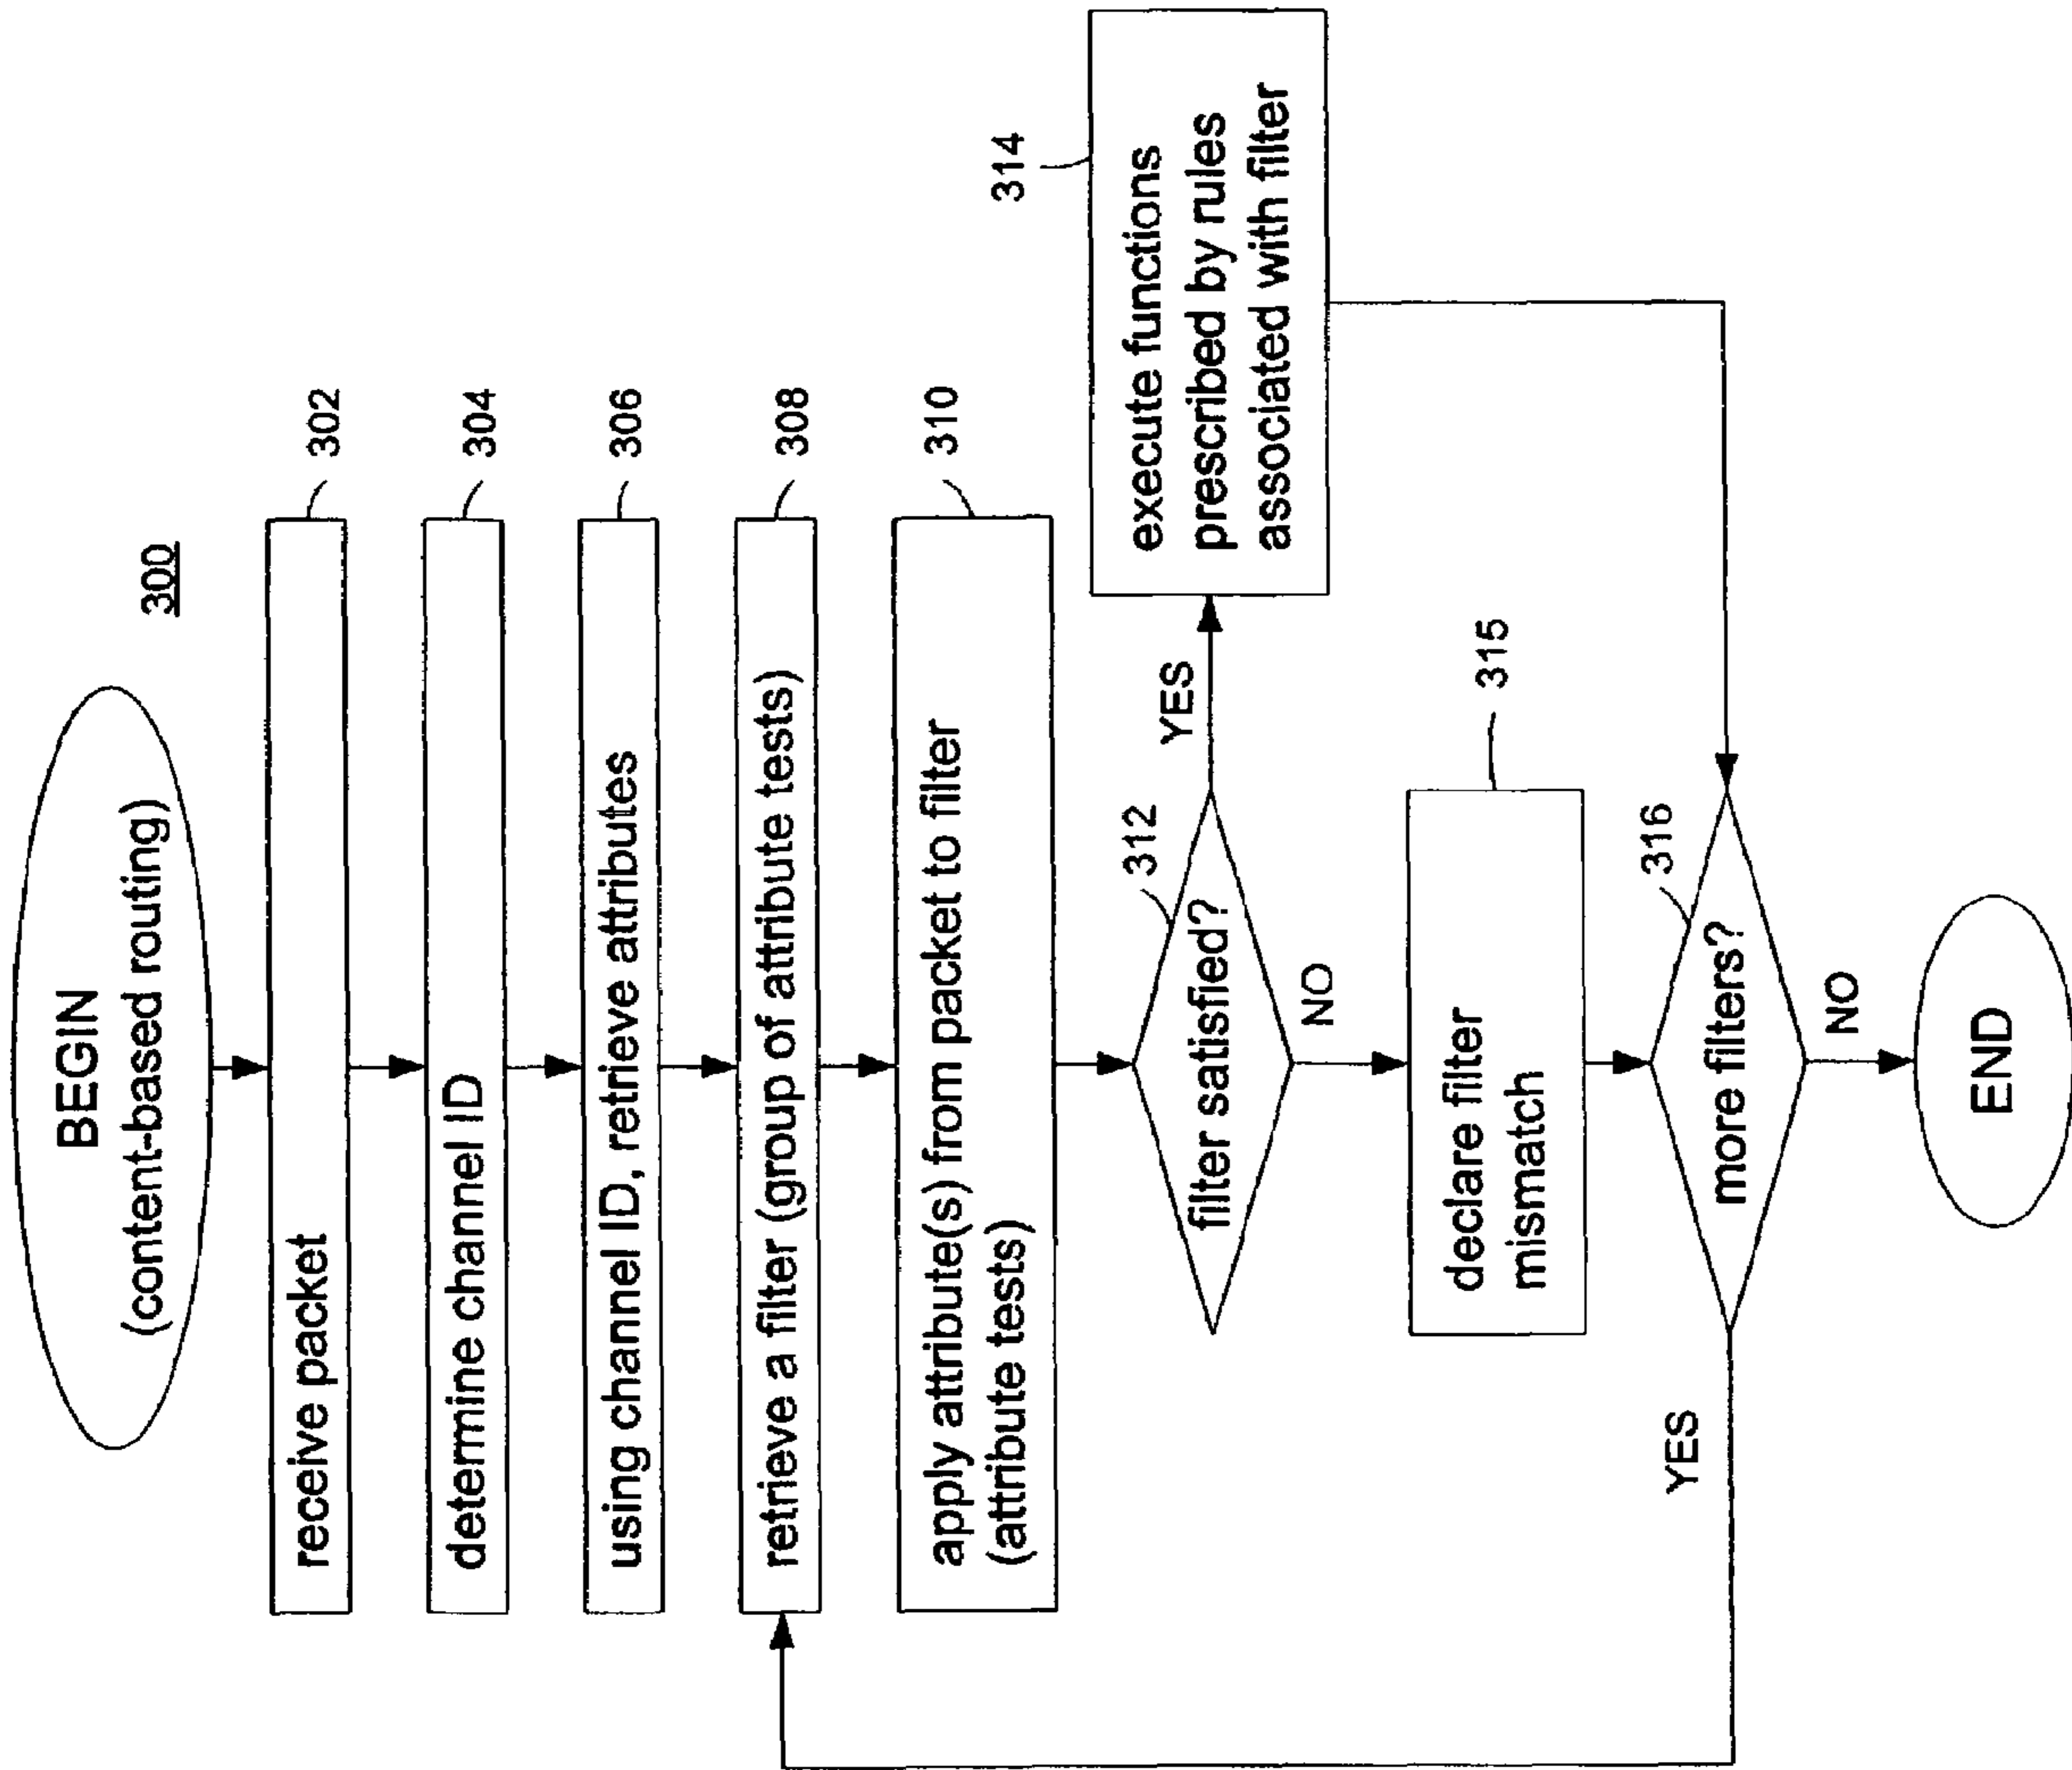 BEGIN
(content-based routing)
300
receive packet
302
determine channel ID
304
using channel ID, retrieve attributes
306
retrieve a filter (group of attribute tests)
308
apply attribute(s) from packet to filter
(attribute tests)
310
filter satisfied?
312
YES
NO
execute functions
prescribed by rules
associated with filter
314
declare filter
mismatch
315
more filters?
316
YES
NO
END